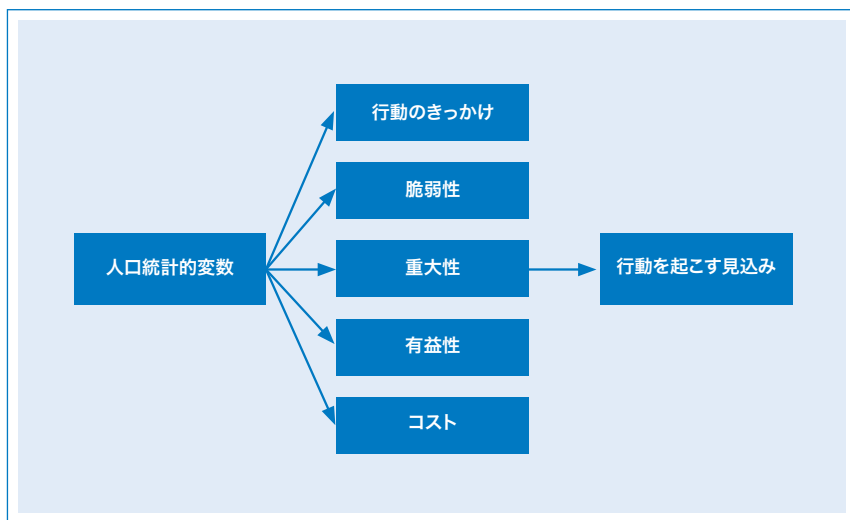 行動のきっかけ
脆弱性
人口統計的変数
重大性
行動を起こす見込み
有益性
コスト